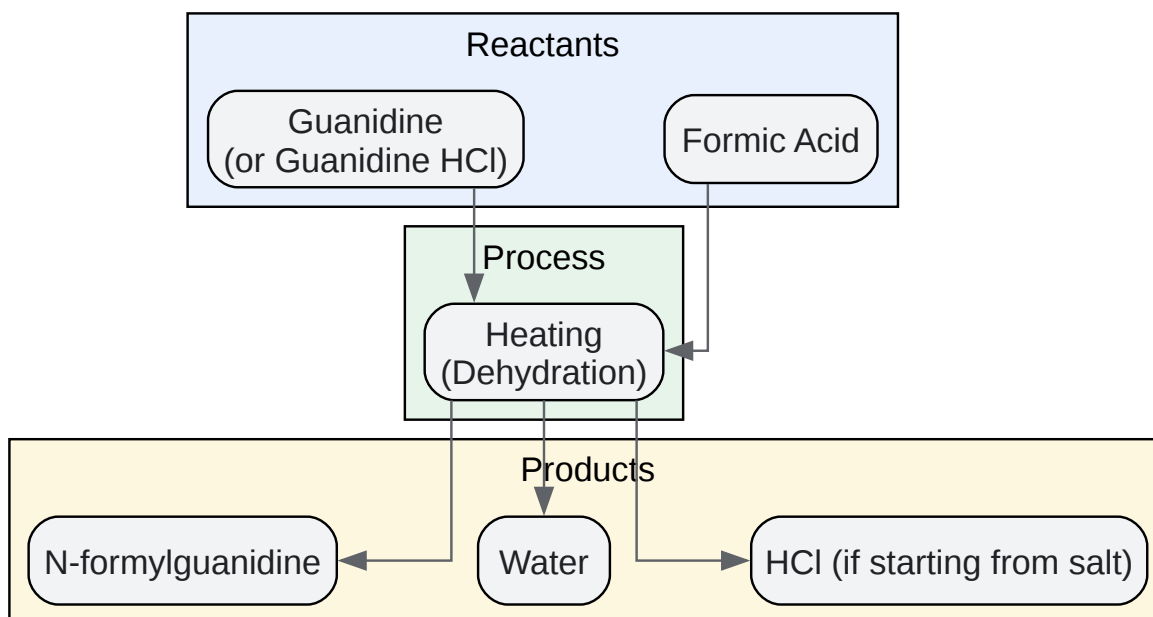 Reactants
Guanidine
(or Guanidine HCl)
Formic Acid
Process
Heating
(Dehydration)
Products
N-formylguanidine
Water
HCl (if starting from salt)